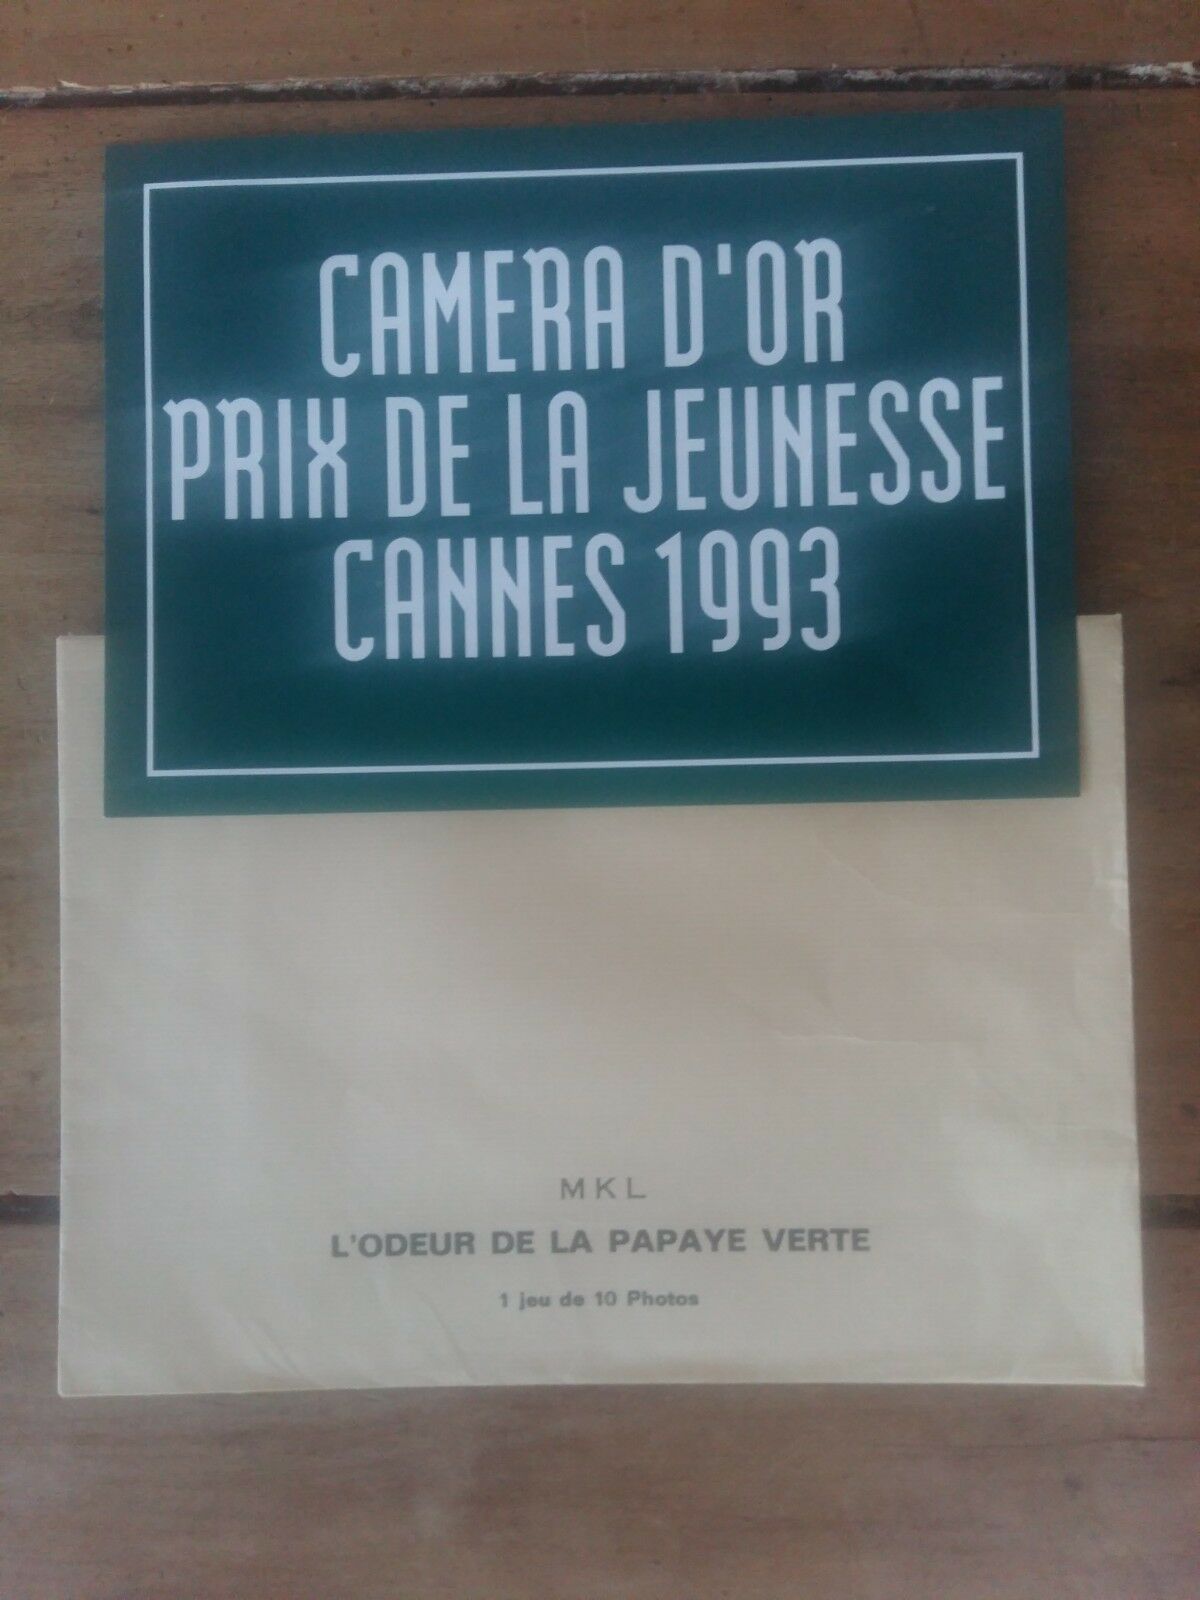 CAMERA D'OR
PRIX DE LA JEUNESSE
CANNES 1993
MKL
L'ODEUR DE LA PAPAYE VERTE
1 jeu de 10 Photos